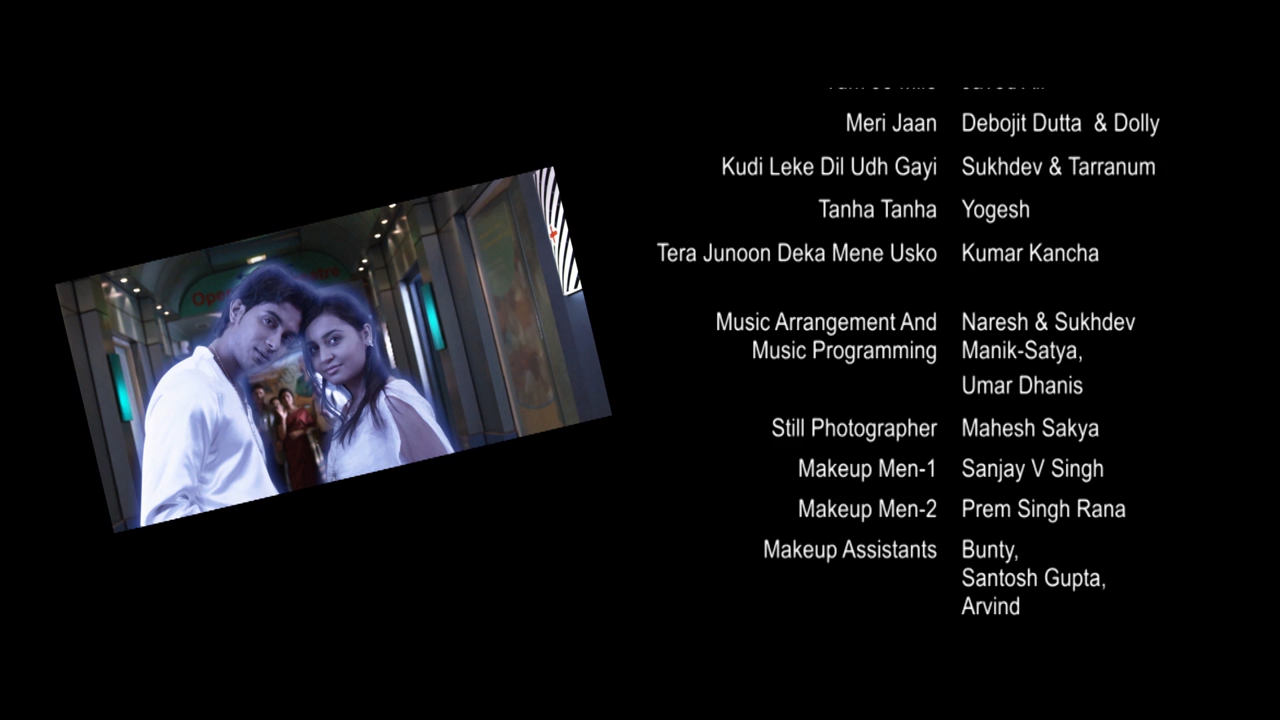 Meri Jaan Debojit Dutta & Dolly
Kudi Leke Dil Udh Gayi Sukhdev & Tarranum
Tanha Tanha Yogesh
Tera Junoon Deka Mene Usko Kumar Kancha
Music Arrangement And Naresh & Sukhdev
Music Programming Manik-Satya,
Umar Dhanis
Still Photographer Mahesh Sakya
Makeup Men-1 Sanjay V Singh
Makeup Men-2 Prem Singh Rana
Makeup Assistants Bunty,
Santosh Gupta,
Arvind